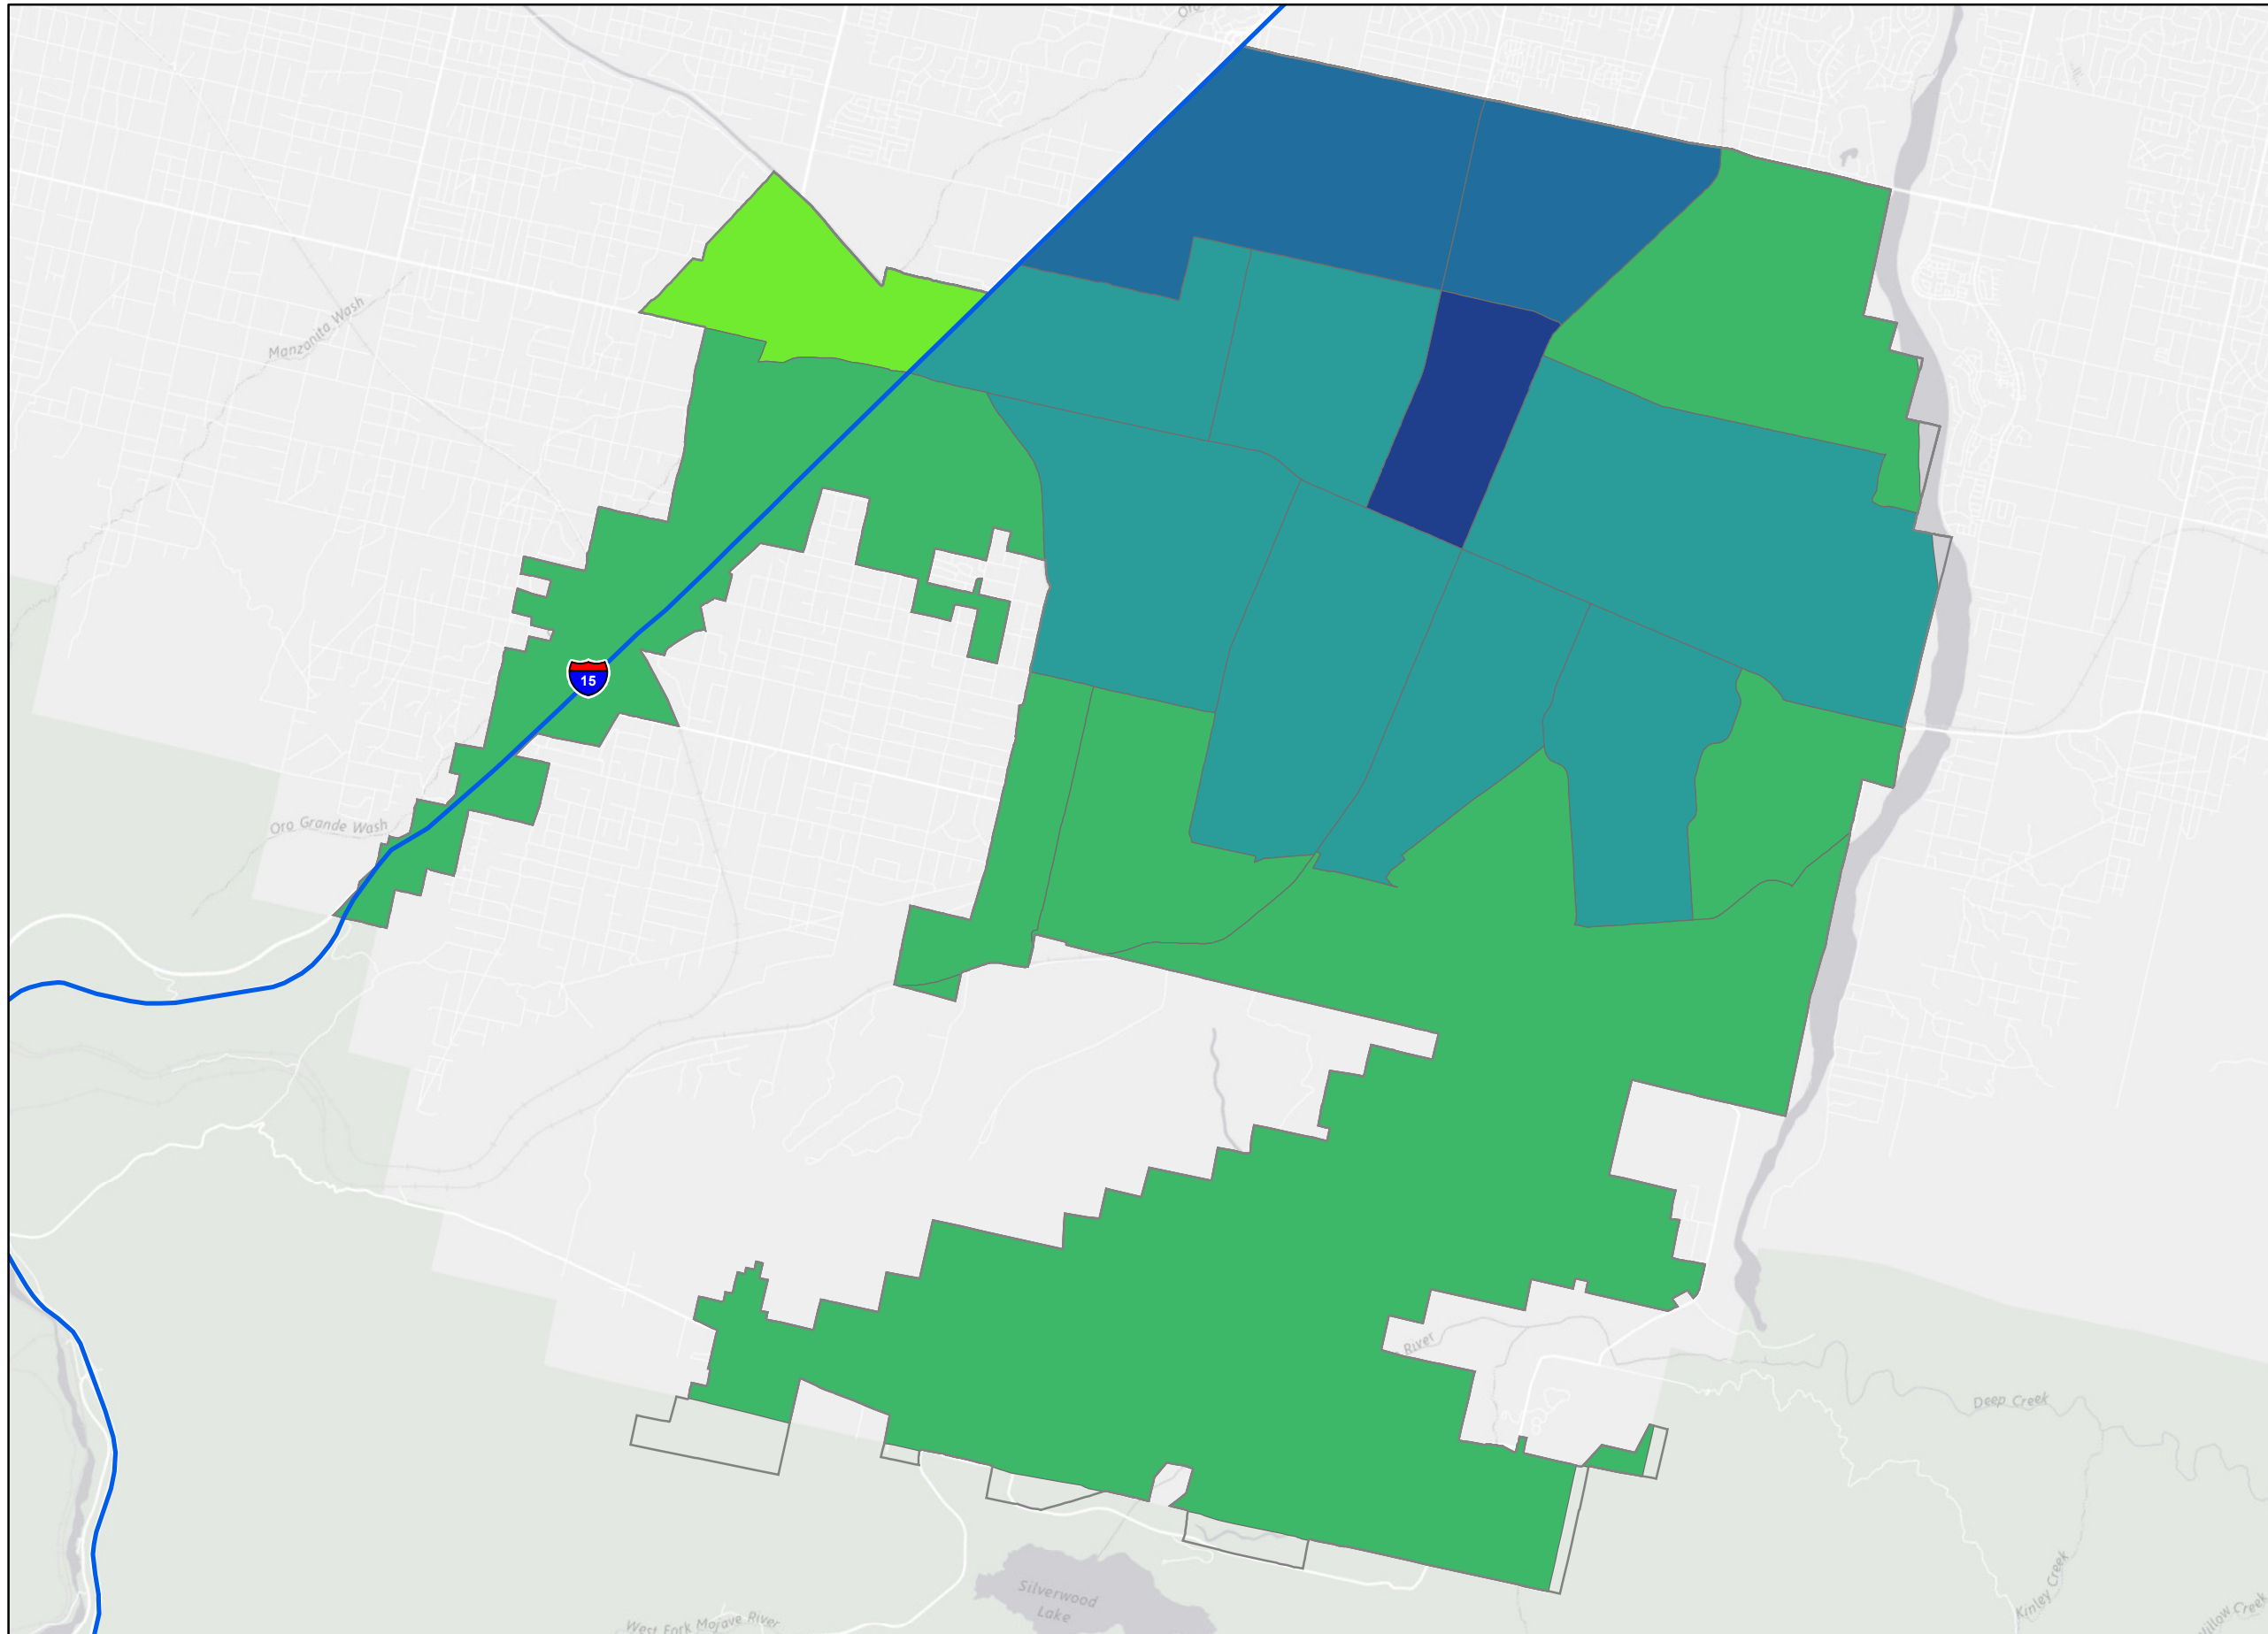 Oro
Manzanita Wash
15
Oro Grande Wash
River
Deep Creek
Silverwood
Lake
Kinley Creek
Willow Creek
West Fork Mojave River